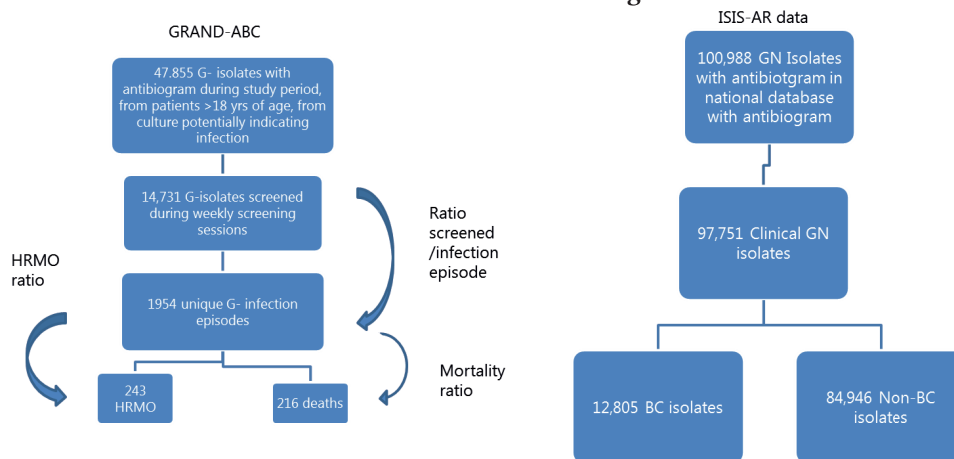 GRAND-ABC
47.855 G- isolates with
antibiogram during study period,
from patients >18 yrs of age, from
culture potentially indicating
infection
14,731 G-isolates screened
during weekly screening
sessions
Ratio
screened
/infection
episode
HRMO
ratio
1954 unique G- infection
episodes
Mortality
ratio
243
HRMO
216 deaths
ISIS-AR data
100,988 GN Isolates
with antibiotgram in
national database
with antibiogram
97,751 Clinical GN
isolates
12,805 BC isolates
84,946 Non-BC
isolates